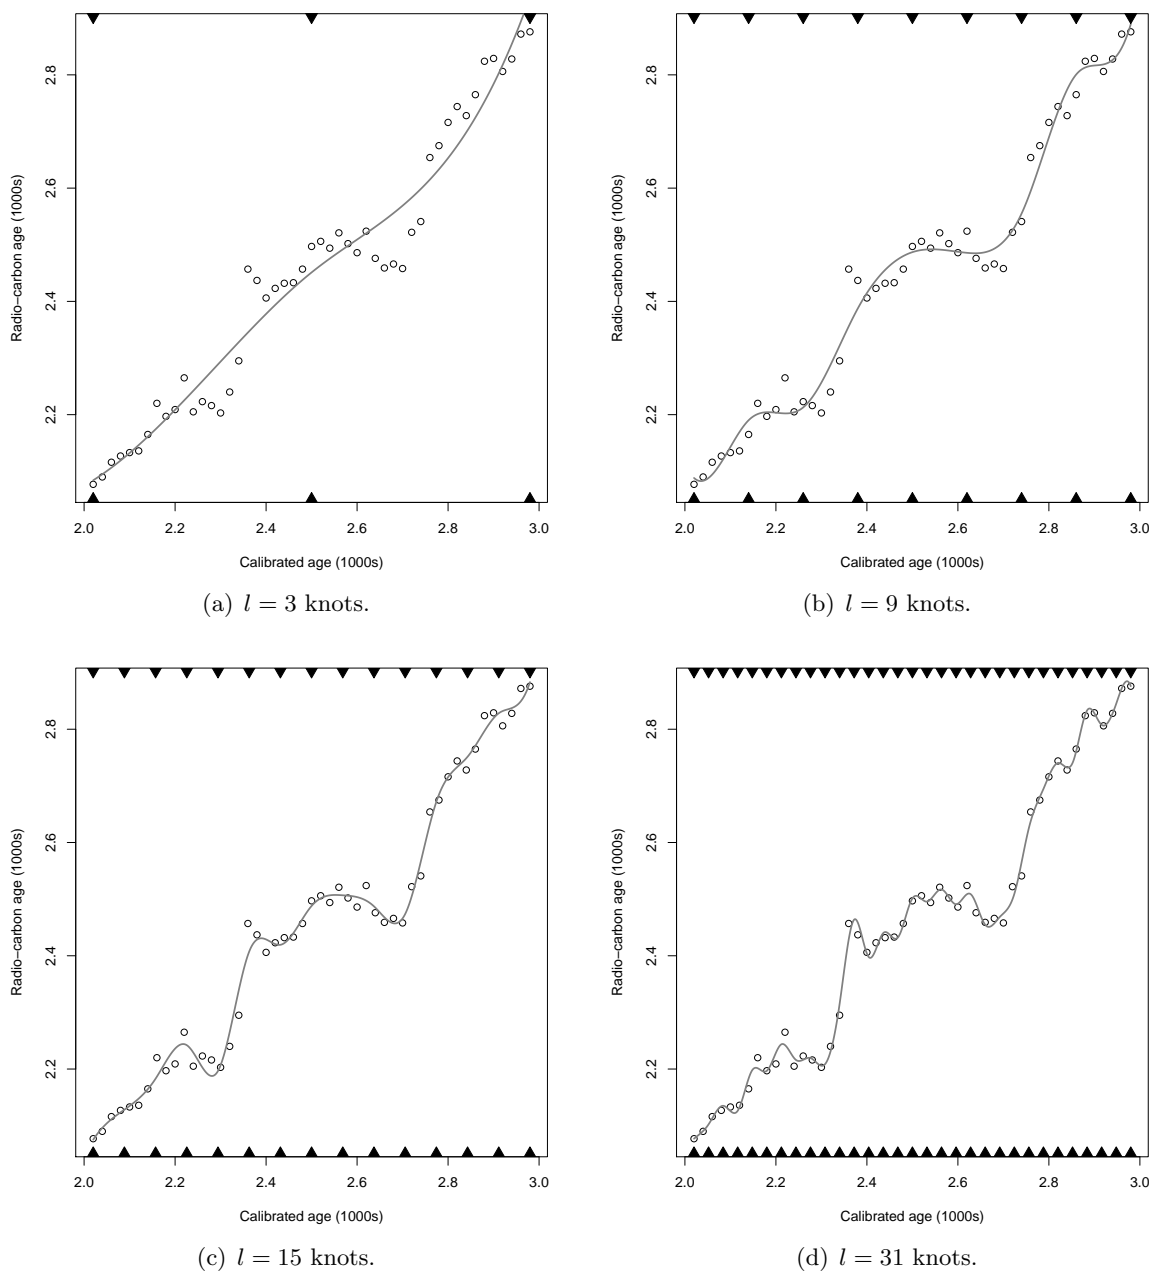 2.8
2.6
2.4
2.2
Radio−carbon age (1000s)
2.0 2.2 2.4 2.6 2.8 3.0
Calibrated age (1000s)
(a) l = 3 knots.
2.8
2.6
2.4
2.2
Radio−carbon age (1000s)
2.0 2.2 2.4 2.6 2.8 3.0
Calibrated age (1000s)
(b) l = 9 knots.
2.8
2.6
2.4
2.2
Radio−carbon age (1000s)
2.0 2.2 2.4 2.6 2.8 3.0
Calibrated age (1000s)
(c) l = 15 knots.
2.8
2.6
2.4
2.2
Radio−carbon age (1000s)
2.0 2.2 2.4 2.6 2.8 3.0
Calibrated age (1000s)
(d) l = 31 knots.